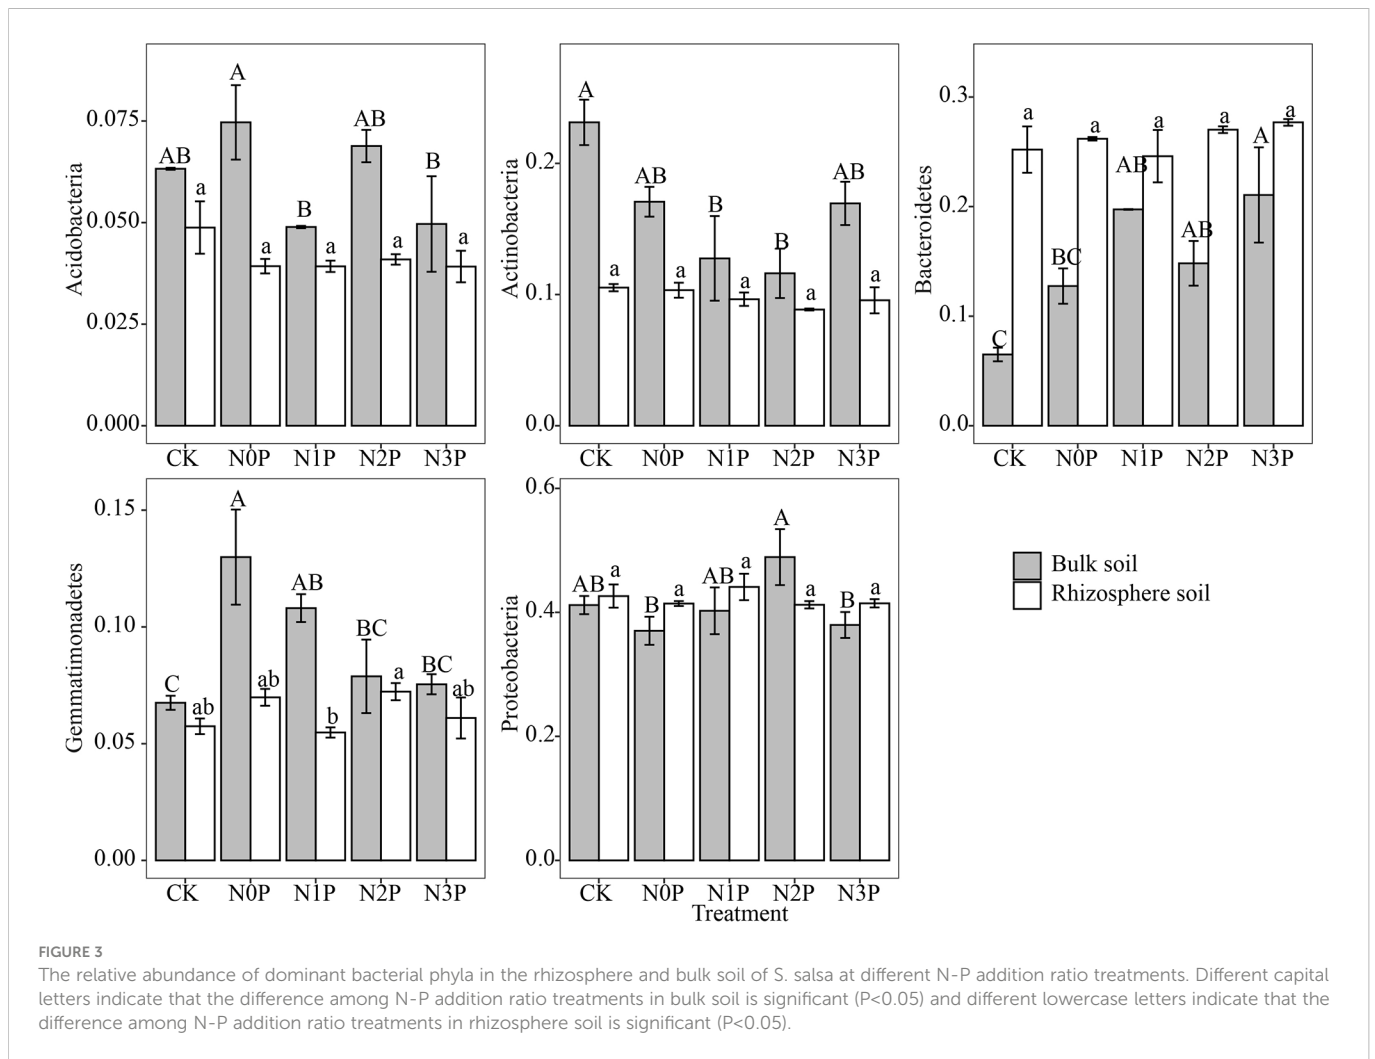 A
AB
a
B
a
a
AB
a
B
a
0.075
0.050
0.025
0.000
Acidobacteria
CK N0P N1P N2P N3P
A
a
AB
a
B
a
B
a
AB
a
0.2
0.1
0.0
Actinobacteria
CK N0P N1P N2P N3P
C
a
BC
a
AB
a
AB
a
A
a
0.3
0.2
0.1
0.0
Bacteroidetes
CK N0P N1P N2P N3P
C
ab
A
ab
AB
b
BC
a
BC
ab
0.15
0.10
0.05
0.00
Gemmatimonadetes
CK N0P N1P N2P N3P
AB
a
B
a
AB
a
A
a
B
a
0.6
0.4
0.2
0.0
Proteobacteria
CK N0P N1P N2P N3P
Treatment
Bulk soil
Rhizosphere soil
FIGURE 3
The relative abundance of dominant bacterial phyla in the rhizosphere and bulk soil of S. salsa at different N-P addition ratio treatments. Different capital
letters indicate that the difference among N-P addition ratio treatments in bulk soil is significant (P<0.05) and different lowercase letters indicate that the
difference among N-P addition ratio treatments in rhizosphere soil is significant (P<0.05).